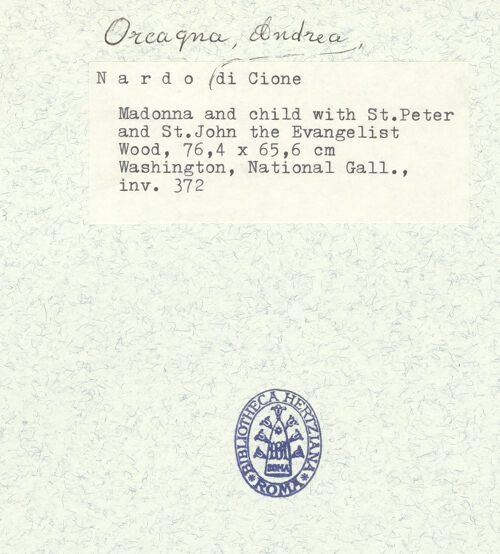 Orcagna, Andrea,
Nardo (di Cione
Madonna and child with St.Peter
and St.John the Evangelist
Wood, 76,4 x 65,6 cm
Washington, National Gall.,
inv. 372
BIBLIOTHECA HERTZIANA
ROMA
ROMA